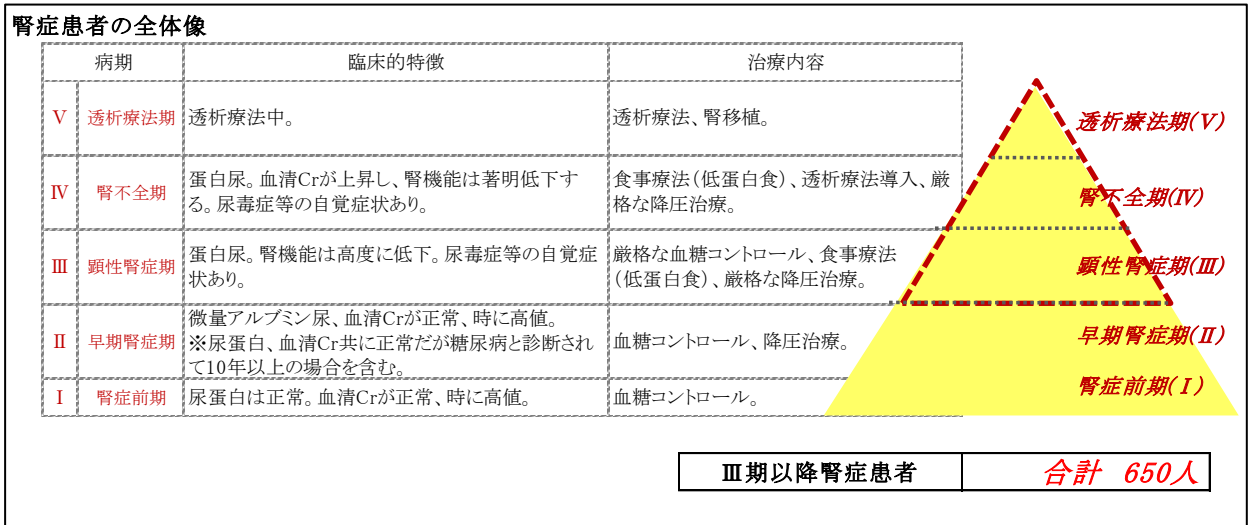 腎症患者の全体像
病期 臨床的特徴 治療内容
Ⅴ 透析療法期 透析療法中。 透析療法、腎移植。
Ⅳ 腎不全期 蛋白尿。血清Crが上昇し、腎機能は著明低下す
る。尿毒症等の自覚症状あり。
食事療法(低蛋白食)、透析療法導入、厳
格な降圧治療。
Ⅲ 顕性腎症期 蛋白尿。腎機能は高度に低下。尿毒症等の自覚症
状あり。
厳格な血糖コントロール、食事療法
(低蛋白食)、厳格な降圧治療。
Ⅱ 早期腎症期 微量アルブミン尿、血清Crが正常、時に高値。
※尿蛋白、血清Cr共に正常だが糖尿病と診断され
て10年以上の場合を含む。
血糖コントロール、降圧治療。
Ⅰ 腎症前期 尿蛋白は正常。血清Crが正常、時に高値。 血糖コントロール。
透析療法期(Ⅴ)
腎不全期(Ⅳ)
顕性腎症期(Ⅲ)
早期腎症期(Ⅱ)
腎症前期(Ⅰ)
Ⅲ期以降腎症患者 合計 650人